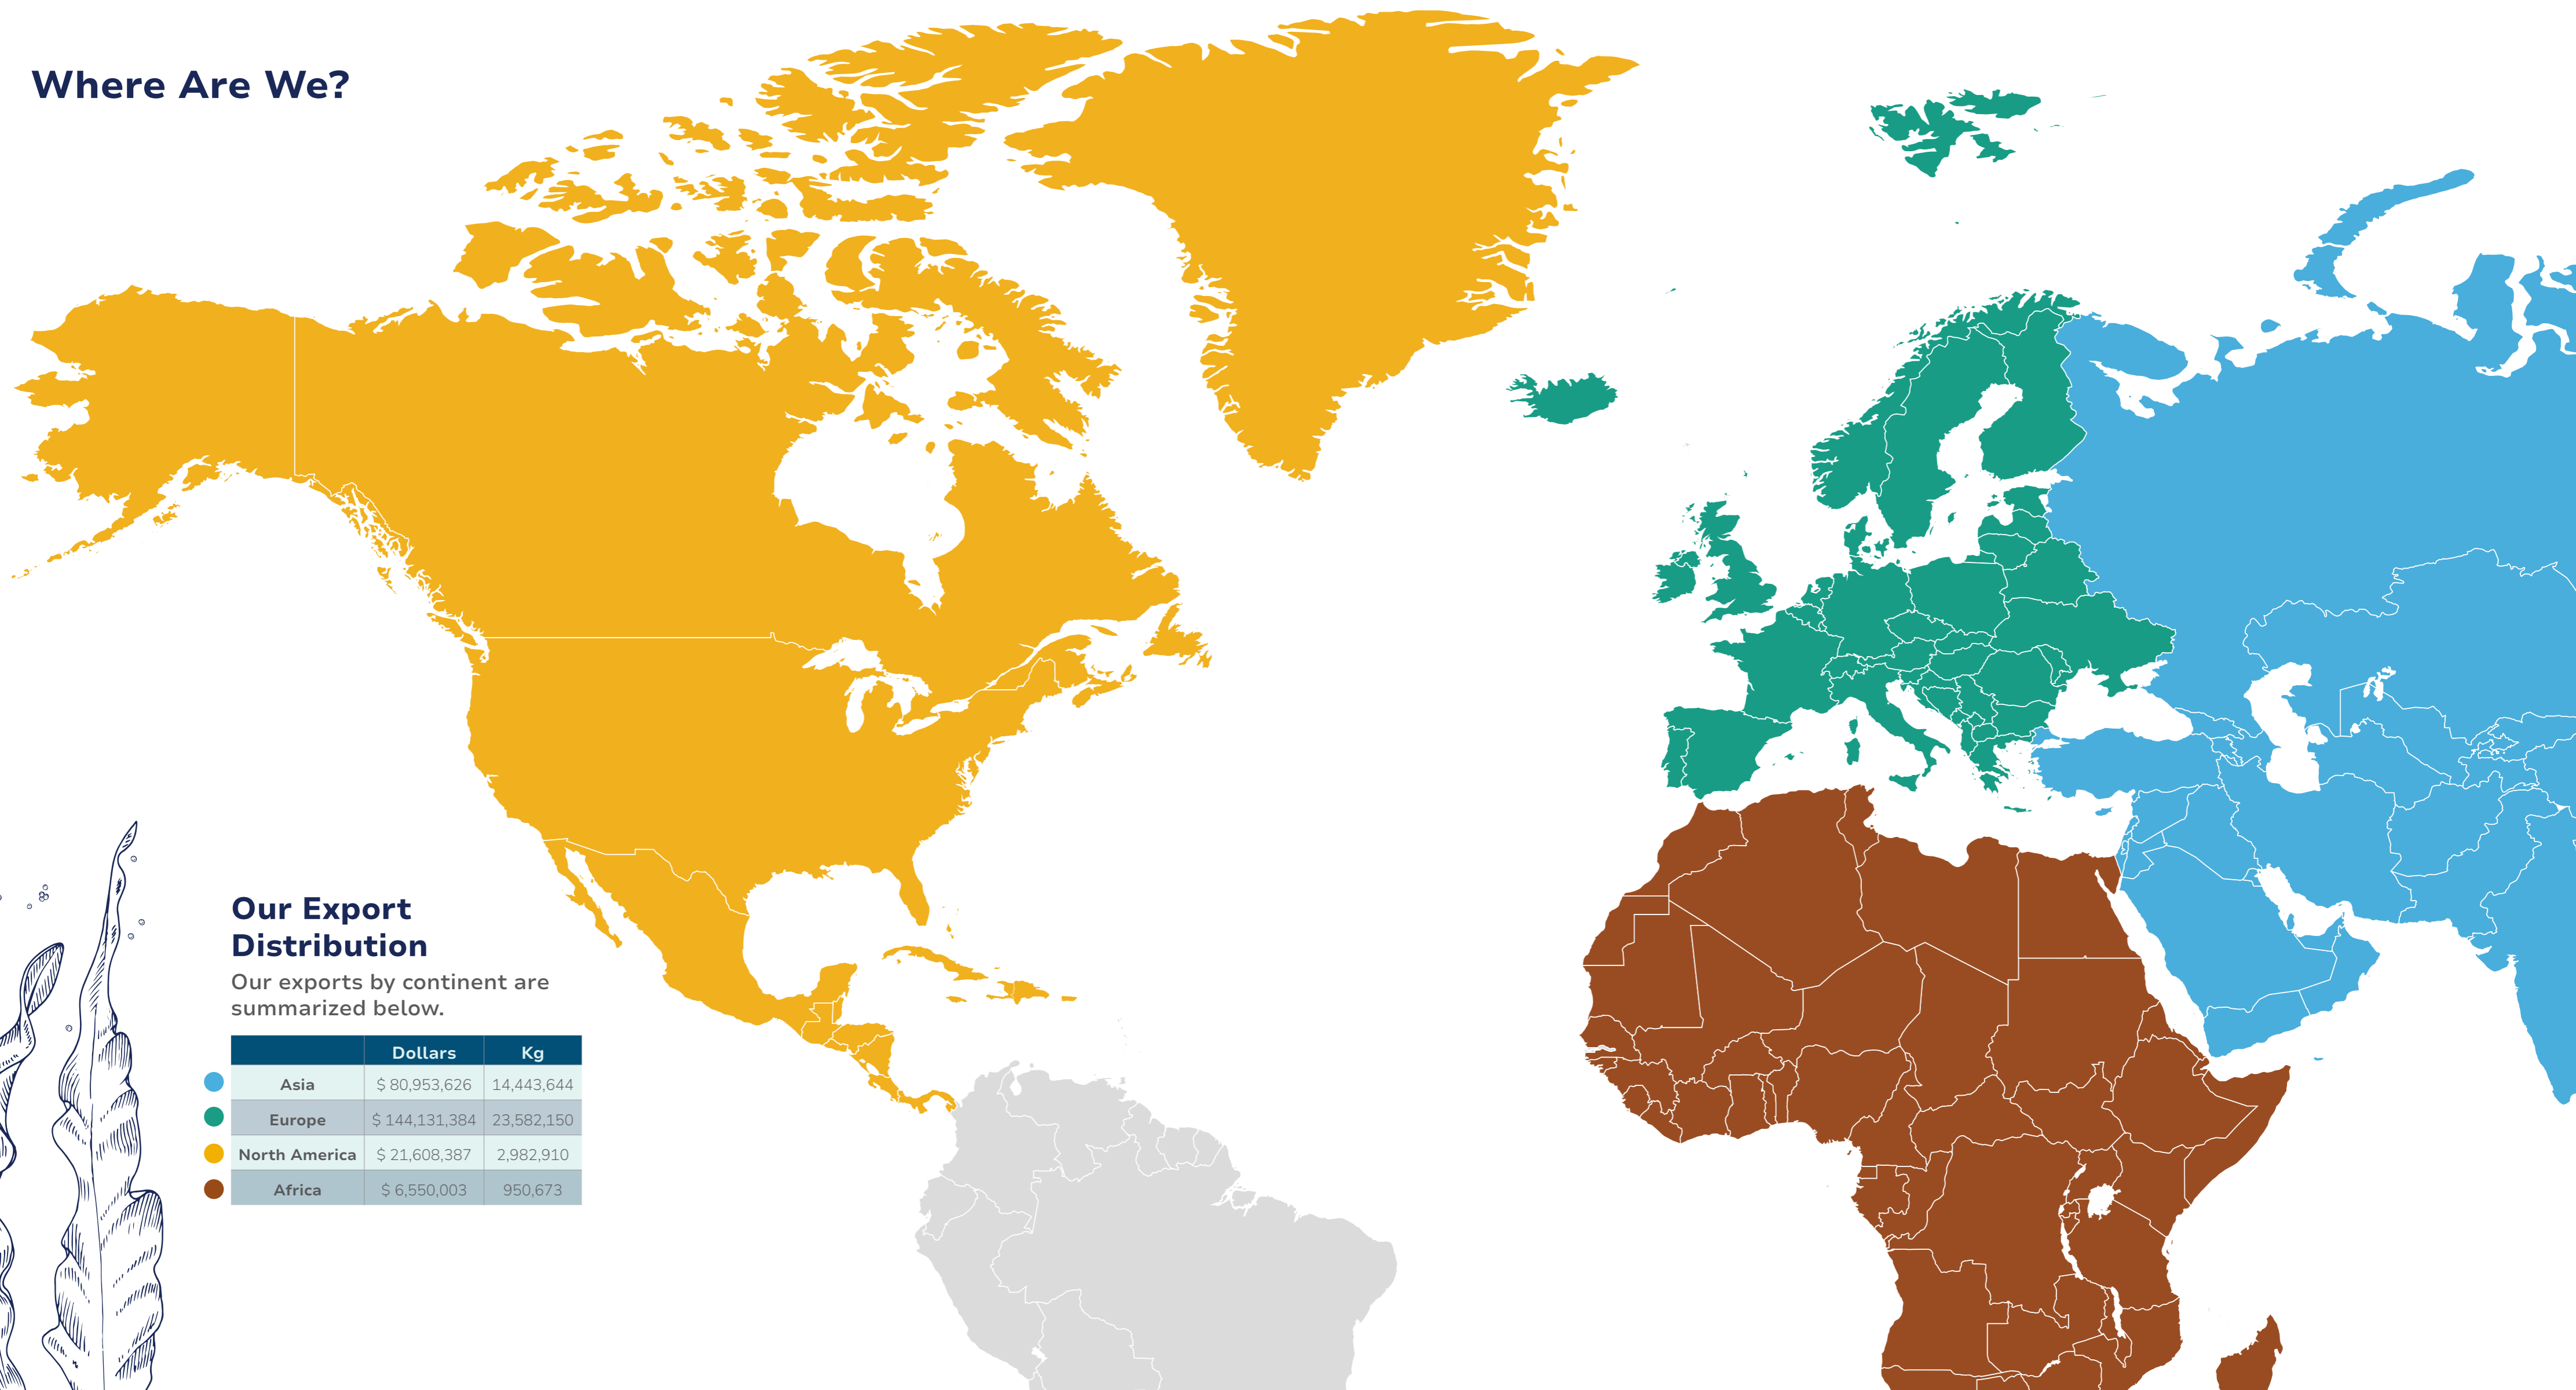 Where Are We?
Our Export
Distribution
Our exports by continent are
summarized below.
Dollars Kg
Asia $ 80,953,626 14,443,644
Europe $ 144,131,384 23,582,150
North America $ 21,608,387 2,982,910
Africa $ 6,550,003 950,673